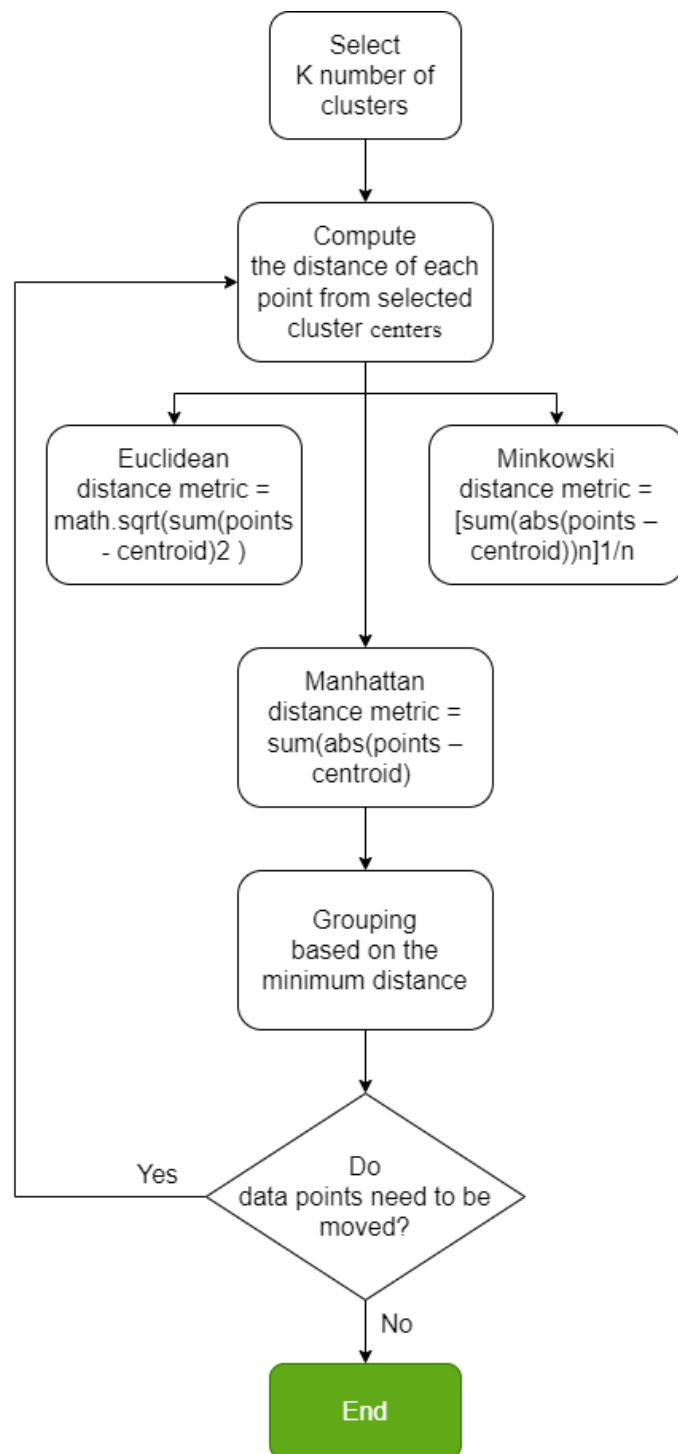 Select
K number of
clusters
Compute
the distance of each
point from selected
cluster centers
Euclidean
distance metric =
math.sqrt(sum(points
- centroid)2 )
Minkowski
distance metric =
[sum(abs(points –
centroid))n]1/n
Manhattan
distance metric =
sum(abs(points –
centroid)
Grouping
based on the
minimum distance
Do
data points need to be
moved?
Yes
No
End